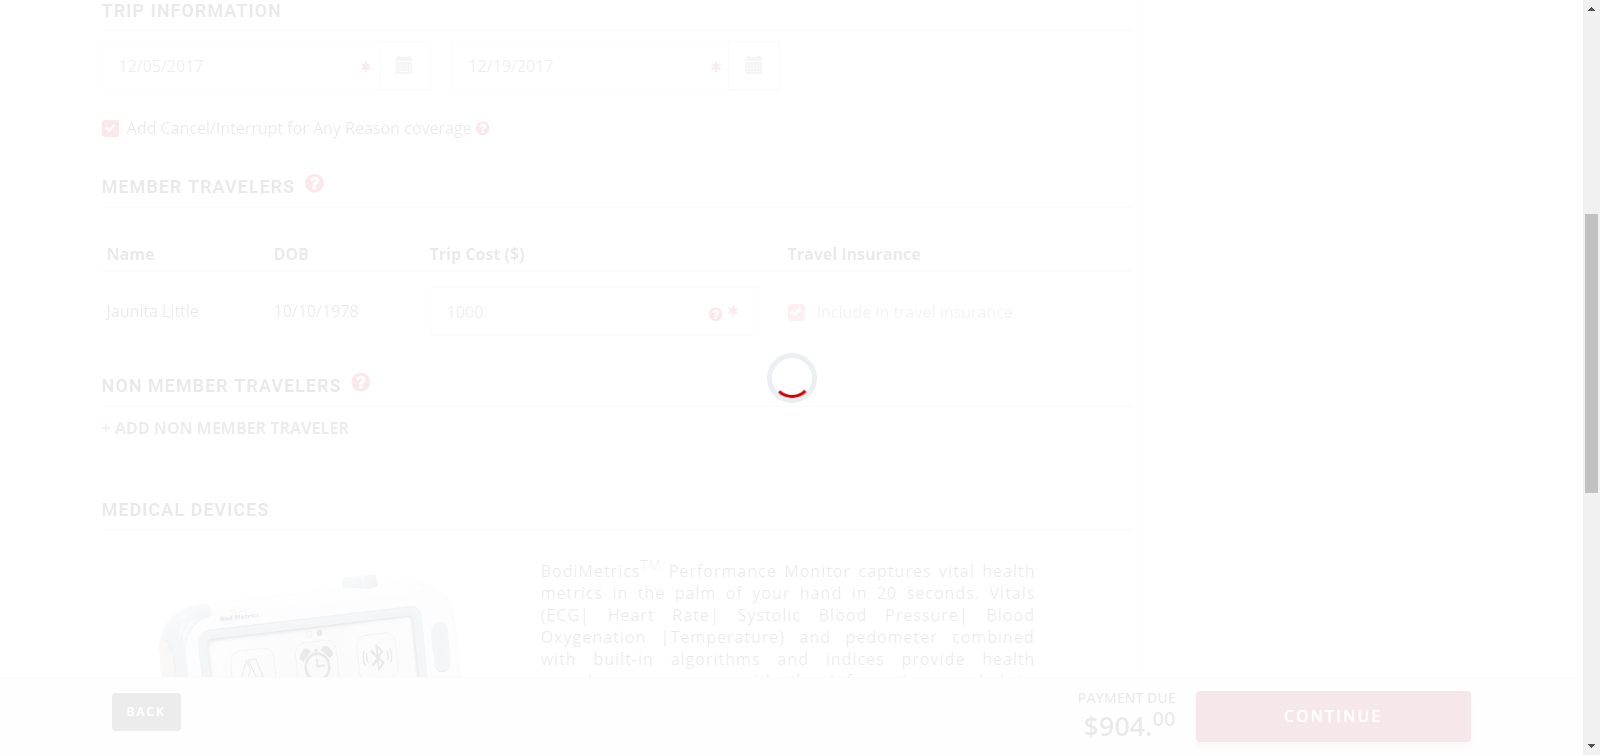 TRIP INFORMATION
12/05/2017 * 12/19/2017 *
Add Cancel/Interrupt for Any Reason coverage ?
MEMBER TRAVELERS ?
Name DOB Trip Cost ($) Travel Insurance
Jaunita Little 10/10/1978 1000 ? * Include in travel insurance
NON MEMBER TRAVELERS ?
+ ADD NON MEMBER TRAVELER
MEDICAL DEVICES
BodiMetrics™ Performance Monitor captures vital health
metrics in the palm of your hand in 20 seconds. Vitals
(ECG| Heart Rate| Systolic Blood Pressure| Blood
Oxygenation |Temperature) and pedometer combined
with built-in algorithms and indices provide health
Bodi Metrics
BACK
PAYMENT DUE
$904.00
CONTINUE